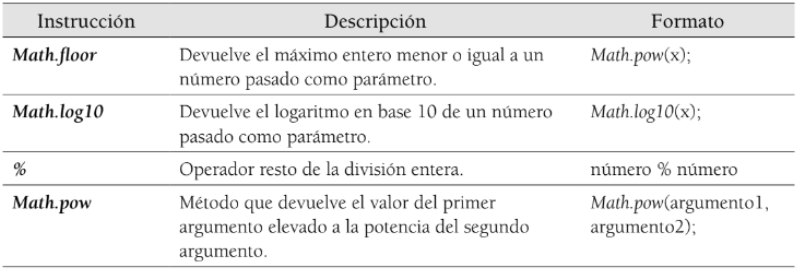 Instrucción Descripción Formato
Math.floor Devuelve el máximo entero menor o igual a un Math.pow(x);
número pasado como parámetro.
Math.log10 Devuelve el logaritmo en base 10 de un número Math.log10(x);
pasado como parámetro.
% Operador resto de la división entera. número % número
Math.pow Método que devuelve el valor del primer Math.pow(argumento1,
argumento elevado a la potencia del segundo argumento2);
argumento.